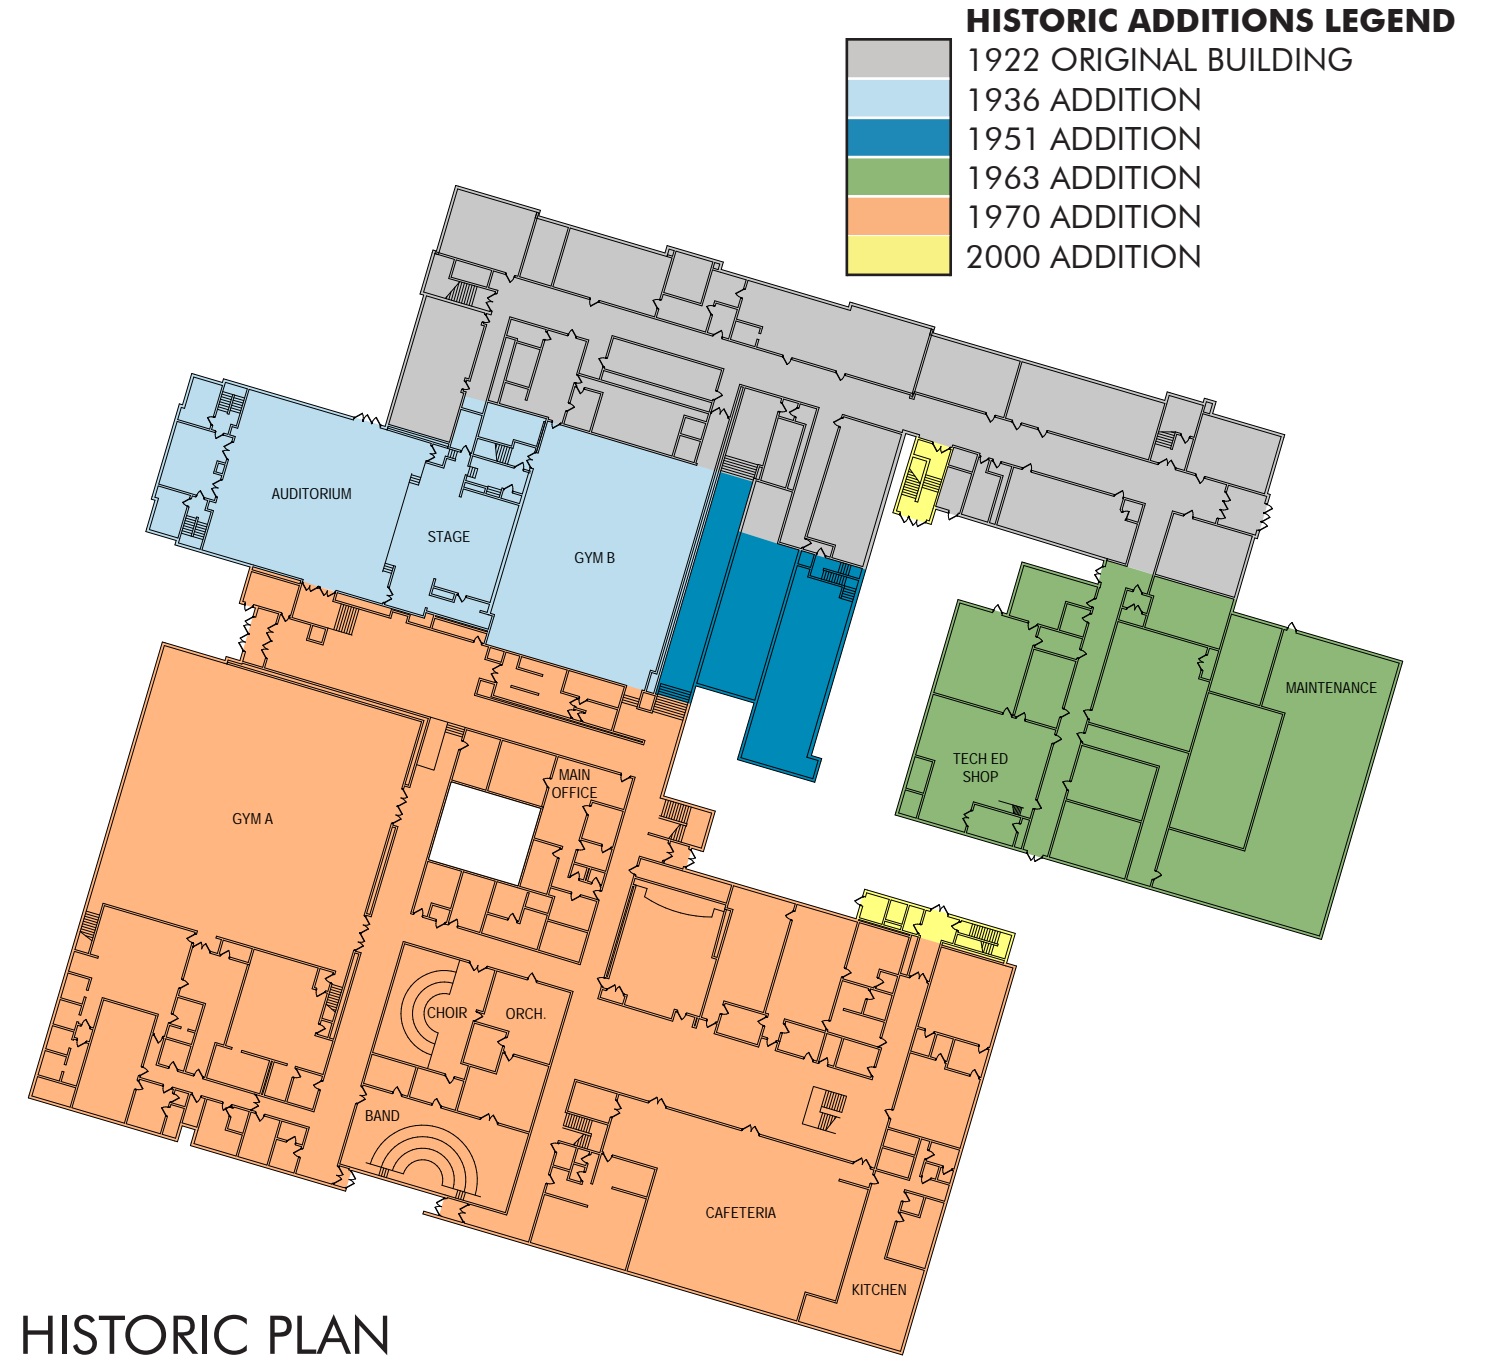 HISTORIC ADDITIONS LEGEND
1922 ORIGINAL BUILDING
1936 ADDITION
1951 ADDITION
1963 ADDITION
1970 ADDITION
2000 ADDITION
AUDITORIUM
STAGE
GYM B
MAINTENANCE
TECH ED
SHOP
MAIN
OFFICE
GYM A
CHOIR
ORCH.
BAND
CAFETERIA
KITCHEN
HISTORIC PLAN